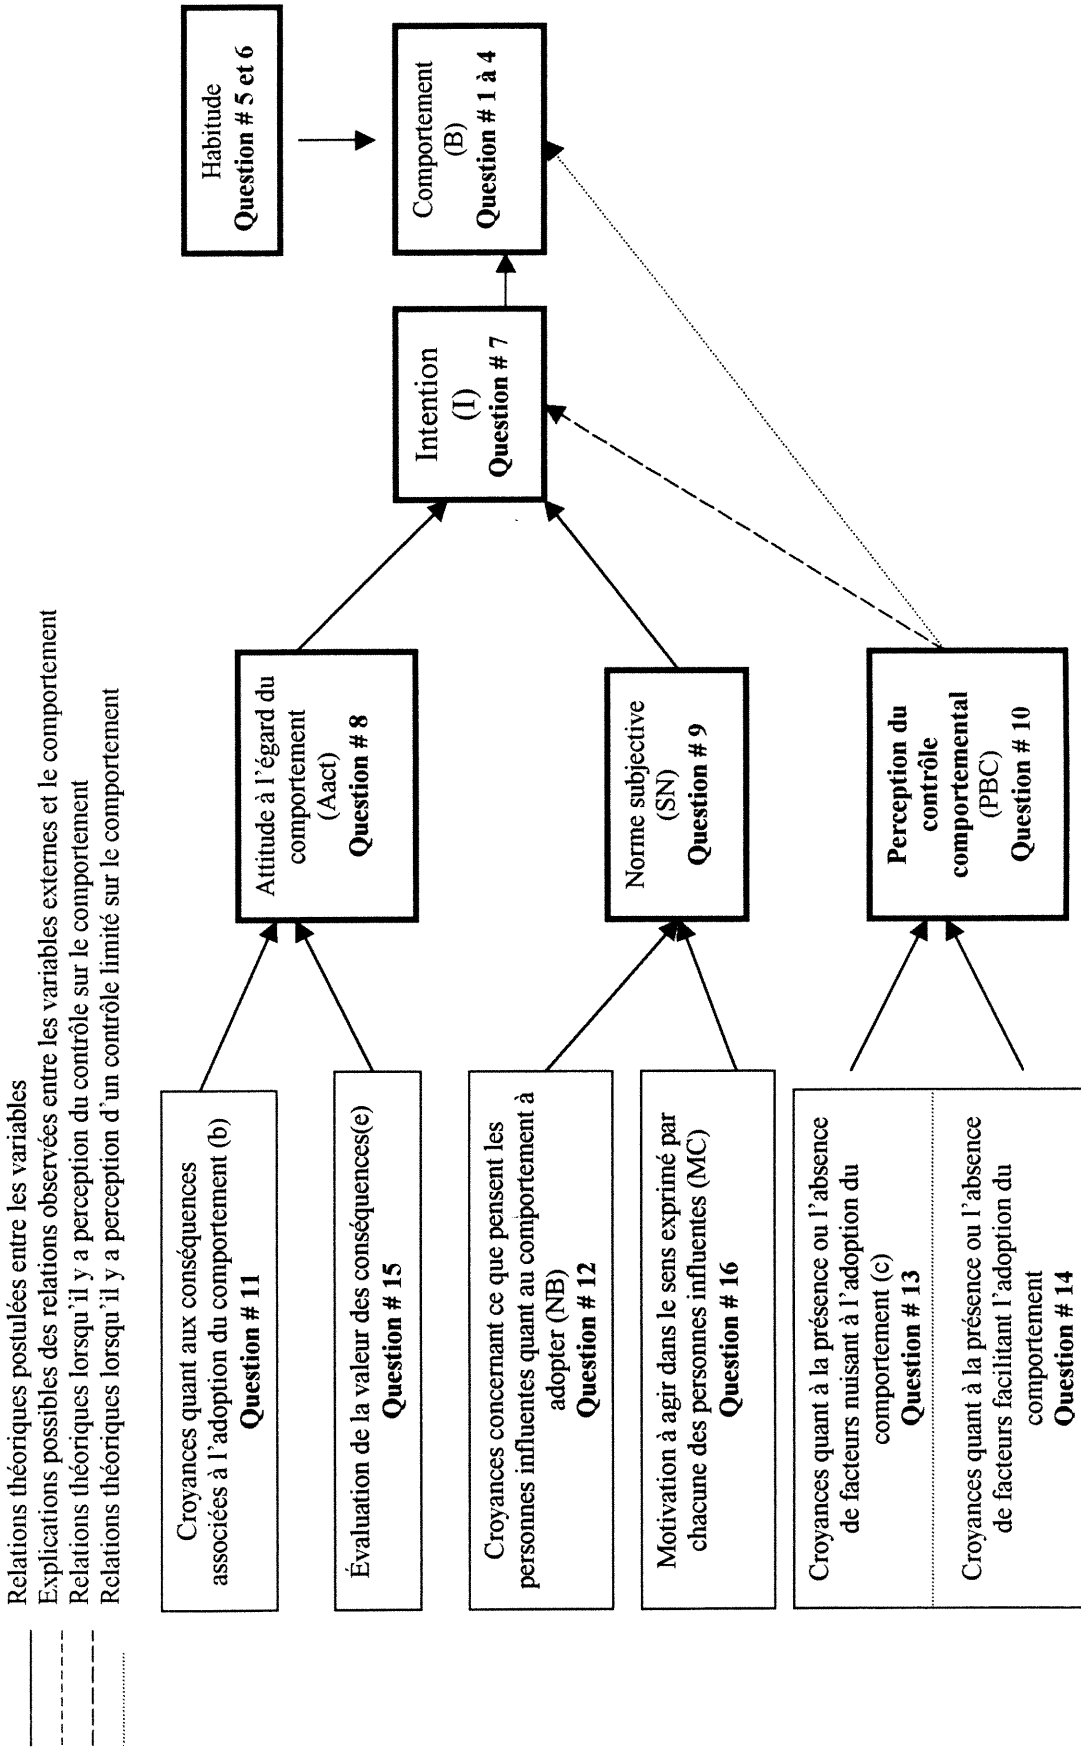 Relations théoriques postulées entre les variables
Explications possibles des relations observées entre les variables externes et le comportement
Relations théoriques lorsqu'il y a perception du contrôle sur le comportement
Relations théoriques lorsqu'il y a perception d'un contrôle limité sur le comportement
Croyances quant aux conséquences
associées à l'adoption du comportement (b)
Question # 11
Évaluation de la valeur des conséquences(e)
Question # 15
Croyances concernant ce que pensent les
personnes influentes quant au comportement à
adopter (NB)
Question # 12
Motivation à agir dans le sens exprimé par
chacune des personnes influentes (MC)
Question # 16
Croyances quant à la présence ou l'absence
de facteurs nuisant à l'adoption du
comportement (c)
Question # 13
Croyances quant à la présence ou l'absence
de facteurs facilitant l'adoption du
comportement
Question # 14
Attitude à l'égard du
comportement
(Aact)
Question # 8
Norme subjective
(SN)
Question # 9
Perception du
contrôle
comportemental
(PBC)
Question # 10
Intention
(I)
Question # 7
Habitude
Question # 5 et 6
Comportement
(B)
Question # 1 à 4